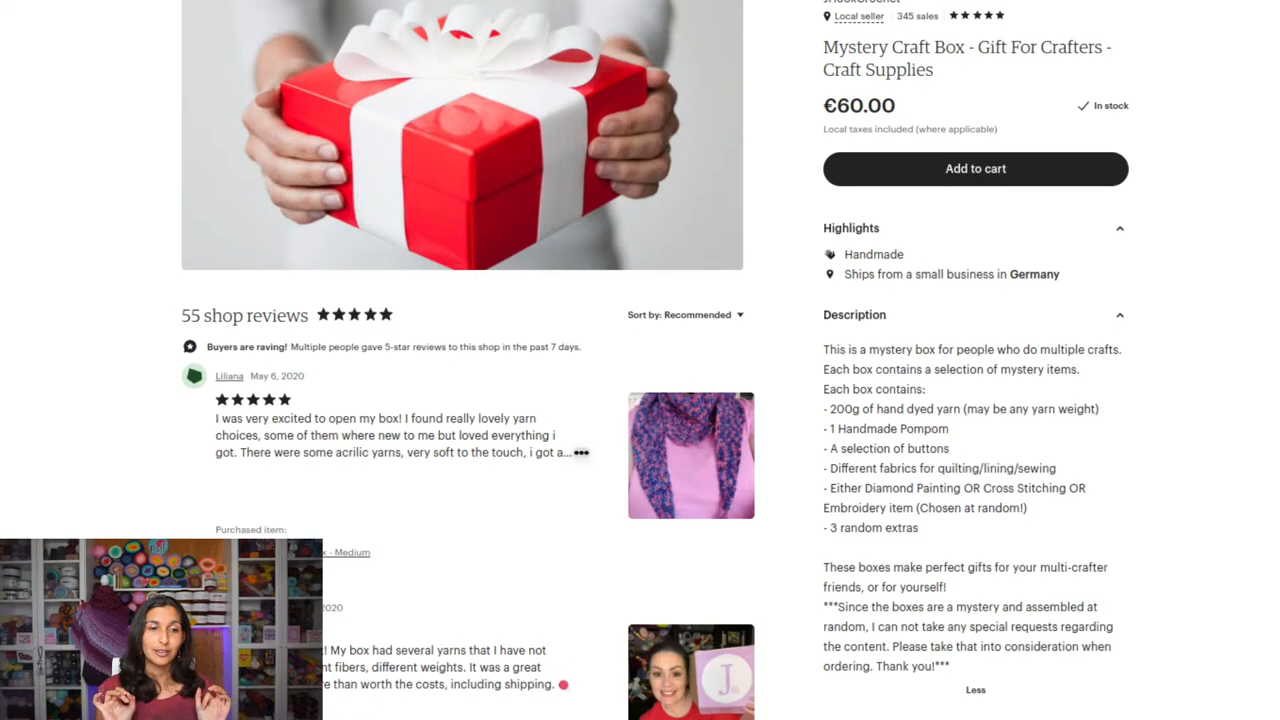 Local seller 345 sales
Mystery Craft Box - Gift For Crafters -
Craft Supplies
€60.00 In stock
Local taxes included (where applicable)
Add to cart
Highlights
Handmade
Ships from a small business in Germany
Description
This is a mystery box for people who do multiple crafts.
Each box contains a selection of mystery items.
Each box contains:
- 200g of hand dyed yarn (may be any yarn weight)
- 1 Handmade Pompom
- A selection of buttons
- Different fabrics for quilting/lining/sewing
- Either Diamond Painting OR Cross Stitching OR
Embroidery item (Chosen at random!)
- 3 random extras
These boxes make perfect gifts for your multi-crafter
friends, or for yourself!
***Since the boxes are a mystery and assembled at
random, I can not take any special requests regarding
the content. Please take that into consideration when
ordering. Thank you!***
Less
55 shop reviews
Sort by: Recommended
Buyers are raving! Multiple people gave 5-star reviews to this shop in the past 7 days.
Liliana May 6, 2020
I was very excited to open my box! I found really lovely yarn
choices, some of them where new to me but loved everything i
got. There were some acrilic yarns, very soft to the touch, i got a...
Purchased item:
- Medium
2020
! My box had several yarns that I have not
nt fibers, different weights. It was a great
re than worth the costs, including shipping.
J